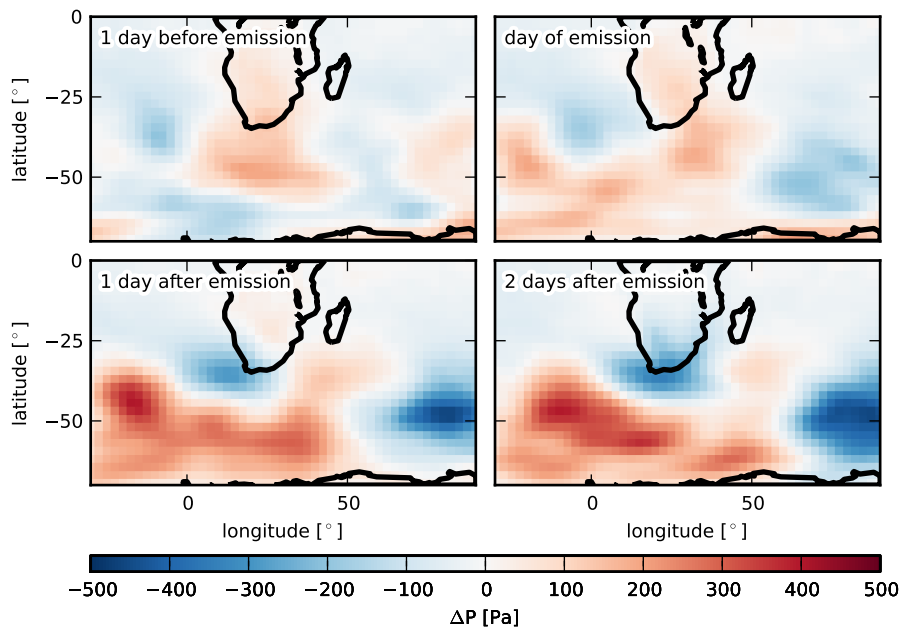 0
1 day before emission
day of emission
−25
−50
latitude [°]
0
1 day after emission
2 days after emission
−25
−50
latitude [°]
0 50 0 50
longitude [°] longitude [°]
−500 −400 −300 −200 −100 0 100 200 300 400 500
ΔP [Pa]